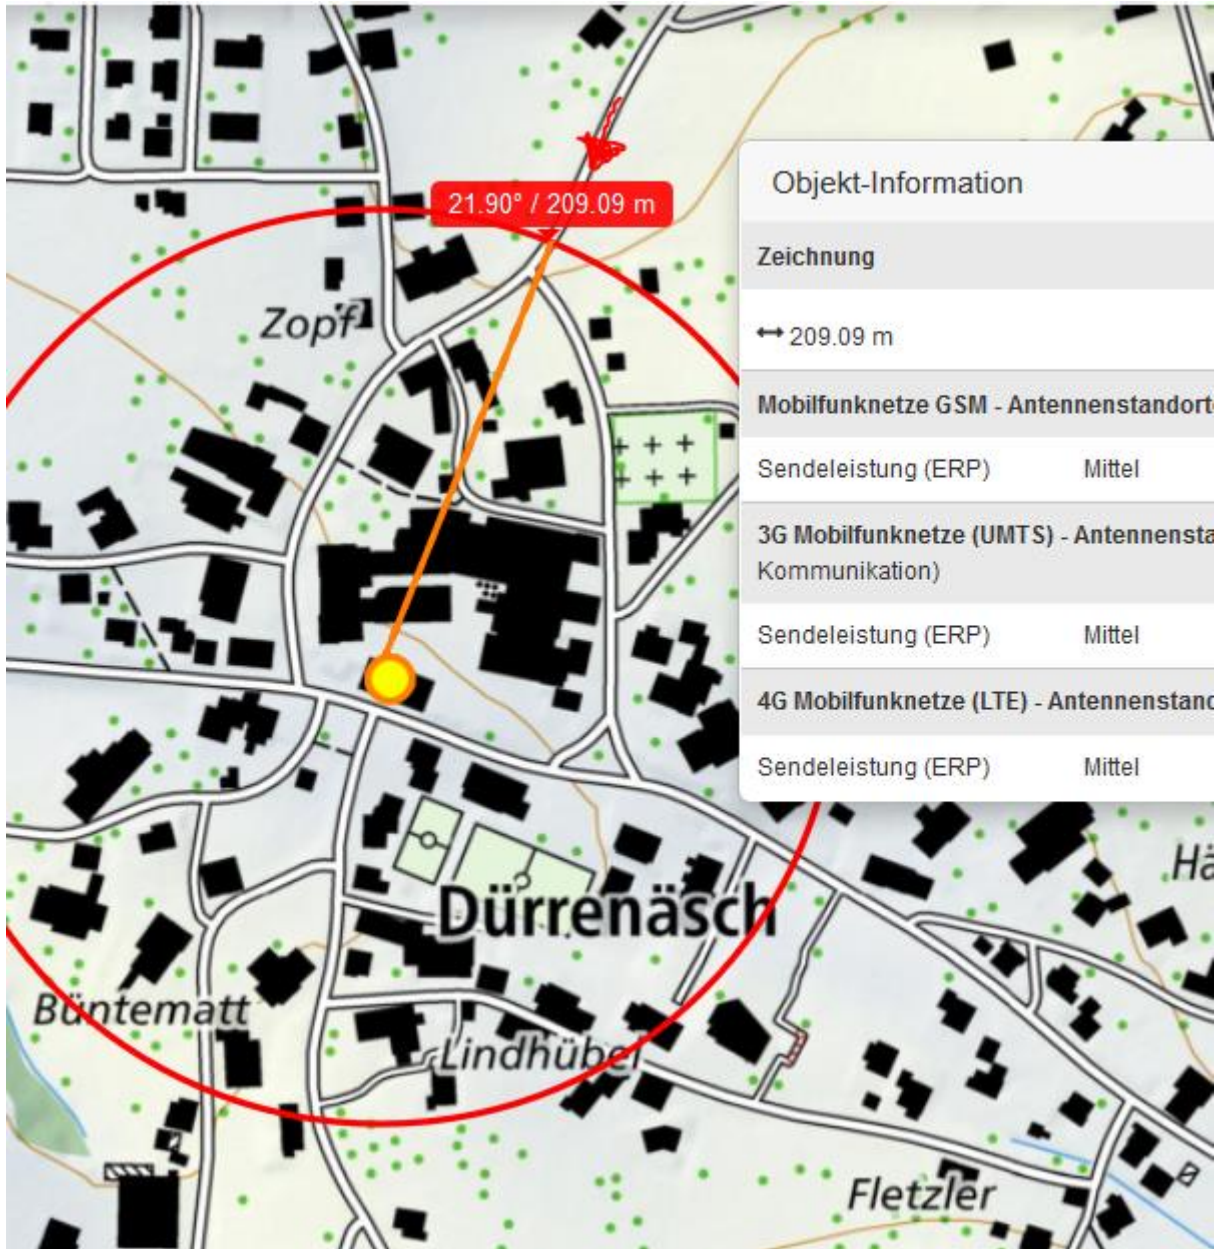 21.90° / 209.09 m
Zopf
Dürrenäsch
Büntematt
Lindhübel
Fletzler
Hä
Objekt-Information
Zeichnung
209.09 m
Mobilfunknetze GSM - Antennenstandort
Sendeleistung (ERP) Mittel
3G Mobilfunknetze (UMTS) - Antennensta
Kommunikation)
Sendeleistung (ERP) Mittel
4G Mobilfunknetze (LTE) - Antennenstand
Sendeleistung (ERP) Mittel